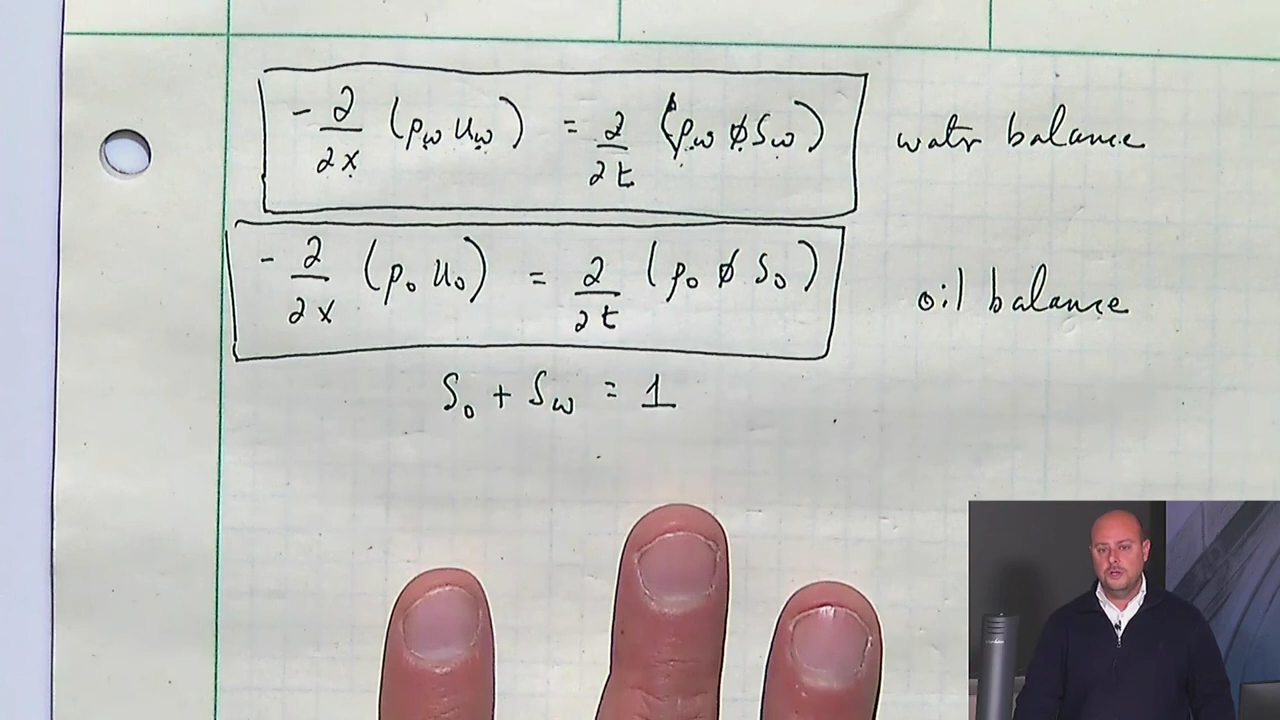 - ∂/∂x (ρw uw) = ∂/∂t (ρw ϕ Sw) water balance
- ∂/∂x (ρo uo) = ∂/∂t (ρo ϕ So) oil balance
So + Sw = 1